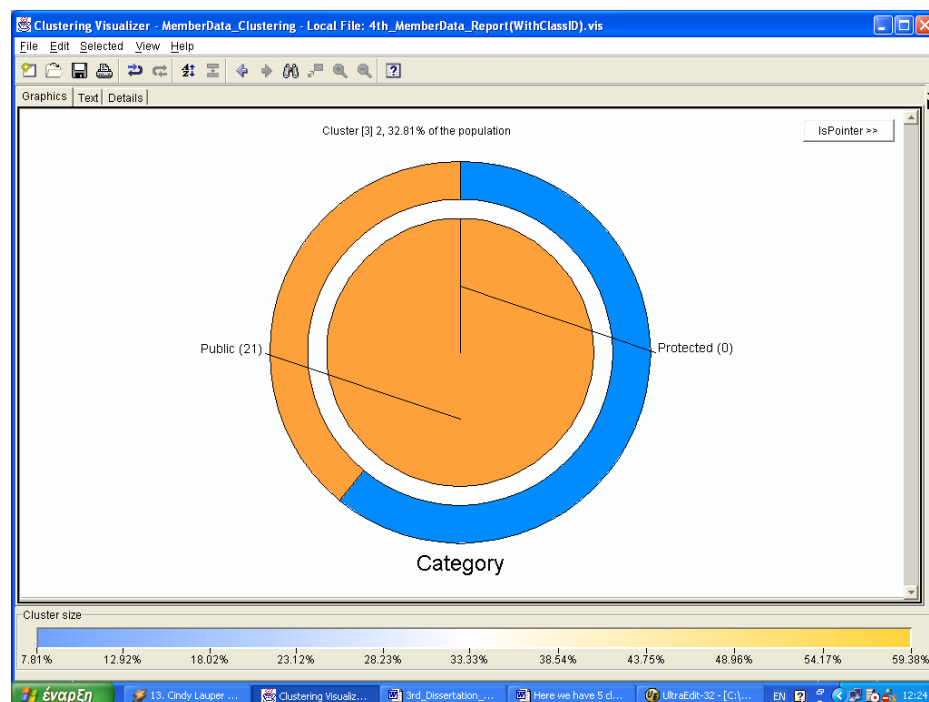 Clustering Visualizer - MemberData_Clustering - Local File: 4th_MemberData_Report(WithClassID).vis
File Edit Selected View Help
Graphics Text Details
Cluster [3] 2, 32.81% of the population
IsPointer >>
Public (21)
Protected (0)
Category
Cluster size
7.81% 12.92% 18.02% 23.12% 28.23% 33.33% 38.54% 43.75% 48.96% 54.17% 59.38%
έναρξη 13. Cindy Lauper ... Clustering Visualiz... 3rd_Dissertation_... Here we have 5 cl... UltraEdit-32 - [C:\... EN 12:24